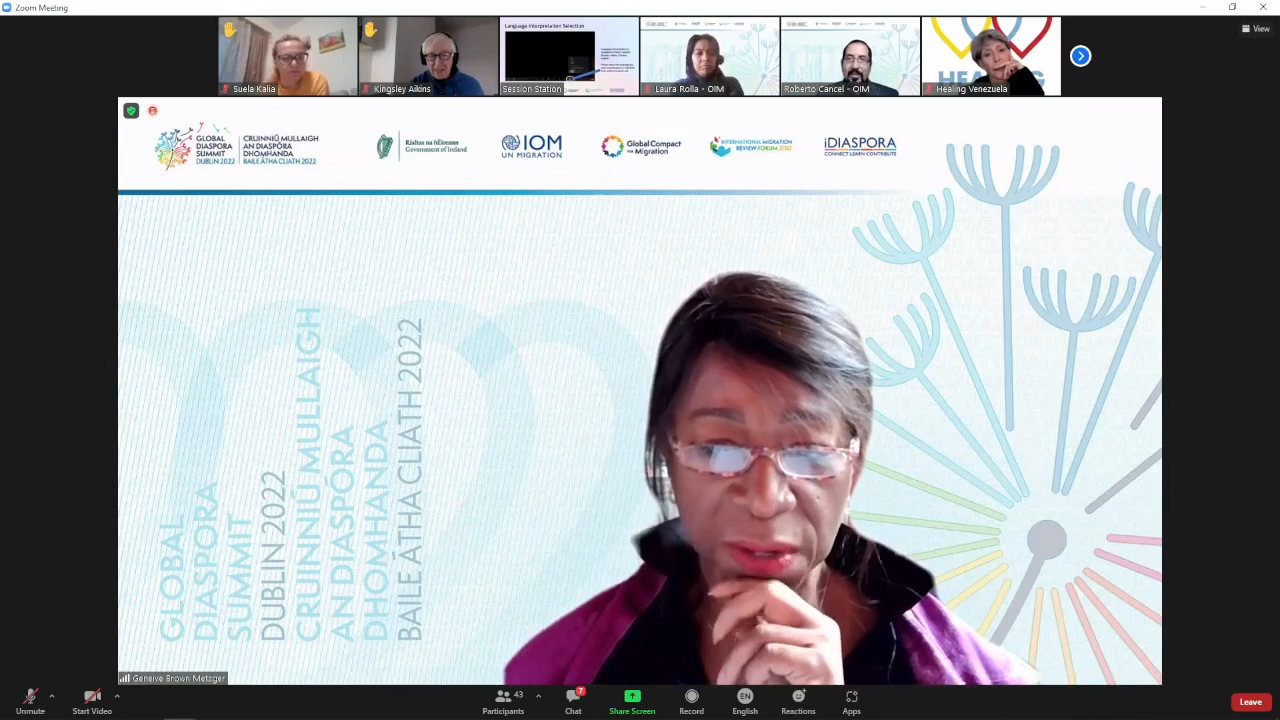 Zoom Meeting
View
Suela Kalia
Kingsley Aikins
Language Interpretation Selection
Session Station
Laura Rolla - OIM
Roberto Cancel - OIM
HEALING
Healing Venezuela
GLOBAL
DIASPORA
SUMMIT
DUBLIN 2022
CRUINNIÚ MULLAIGH
AN DIASPÓRA
DHOMHANDA
BAILE ÁTHA CLIATH 2022
Rialtas na hÉireann
Government of Ireland
IOM
UN MIGRATION
Global Compact
FOR Migration
INTERNATIONAL MIGRATION
REVIEW FORUM 2022
iDIASPORA
CONNECT LEARN CONTRIBUTE
GLOBAL
DIASPORA
SUMMIT
DUBLIN 2022
CRUINNIÚ MULLAIGH
AN DIASPÓRA
DHOMHANDA
BAILE ÁTHA CLIATH 2022
Geneive Brown Metzger
Unmute
Start Video
43
Participants
7
Chat
Share Screen
Record
EN
English
Reactions
Apps
Leave